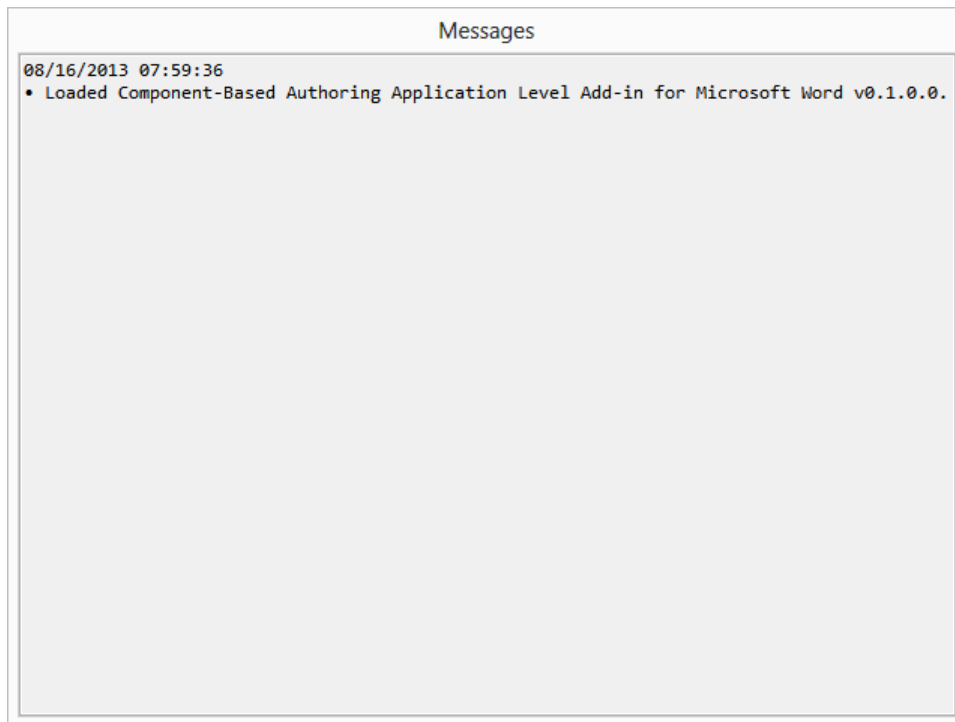 Messages
08/16/2013 07:59:36
• Loaded Component-Based Authoring Application Level Add-in for Microsoft Word v0.1.0.0.